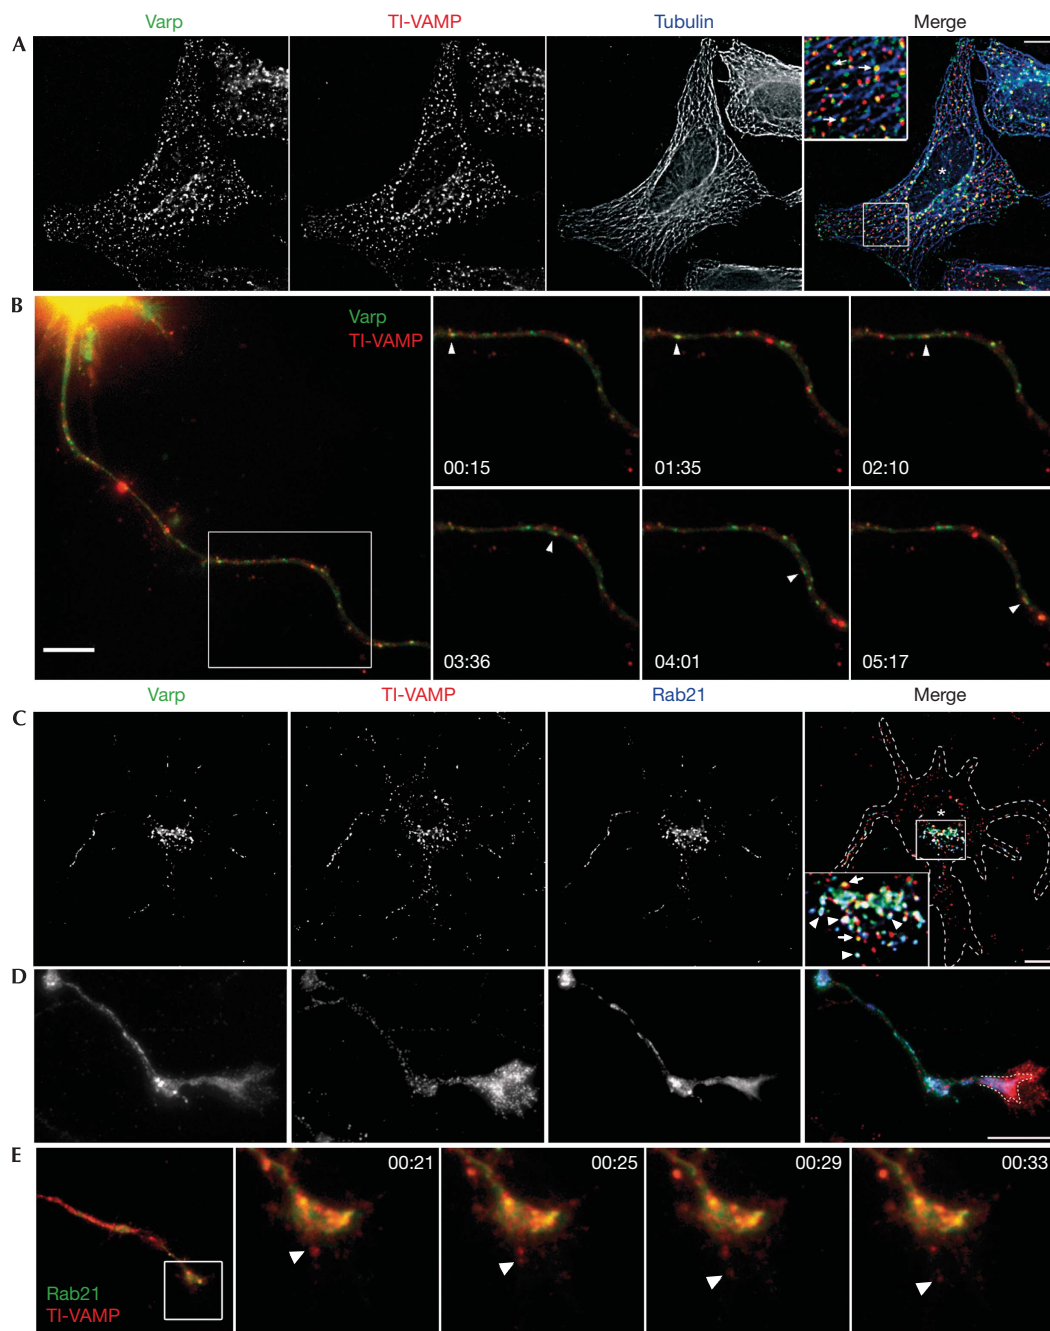 Varp TI-VAMP Tubulin Merge
A
B
Varp
TI-VAMP
00:15 01:35 02:10
03:36 04:01 05:17
Varp TI-VAMP Rab21 Merge
C
*
D
E
00:21 00:25 00:29 00:33
Rab21
TI-VAMP